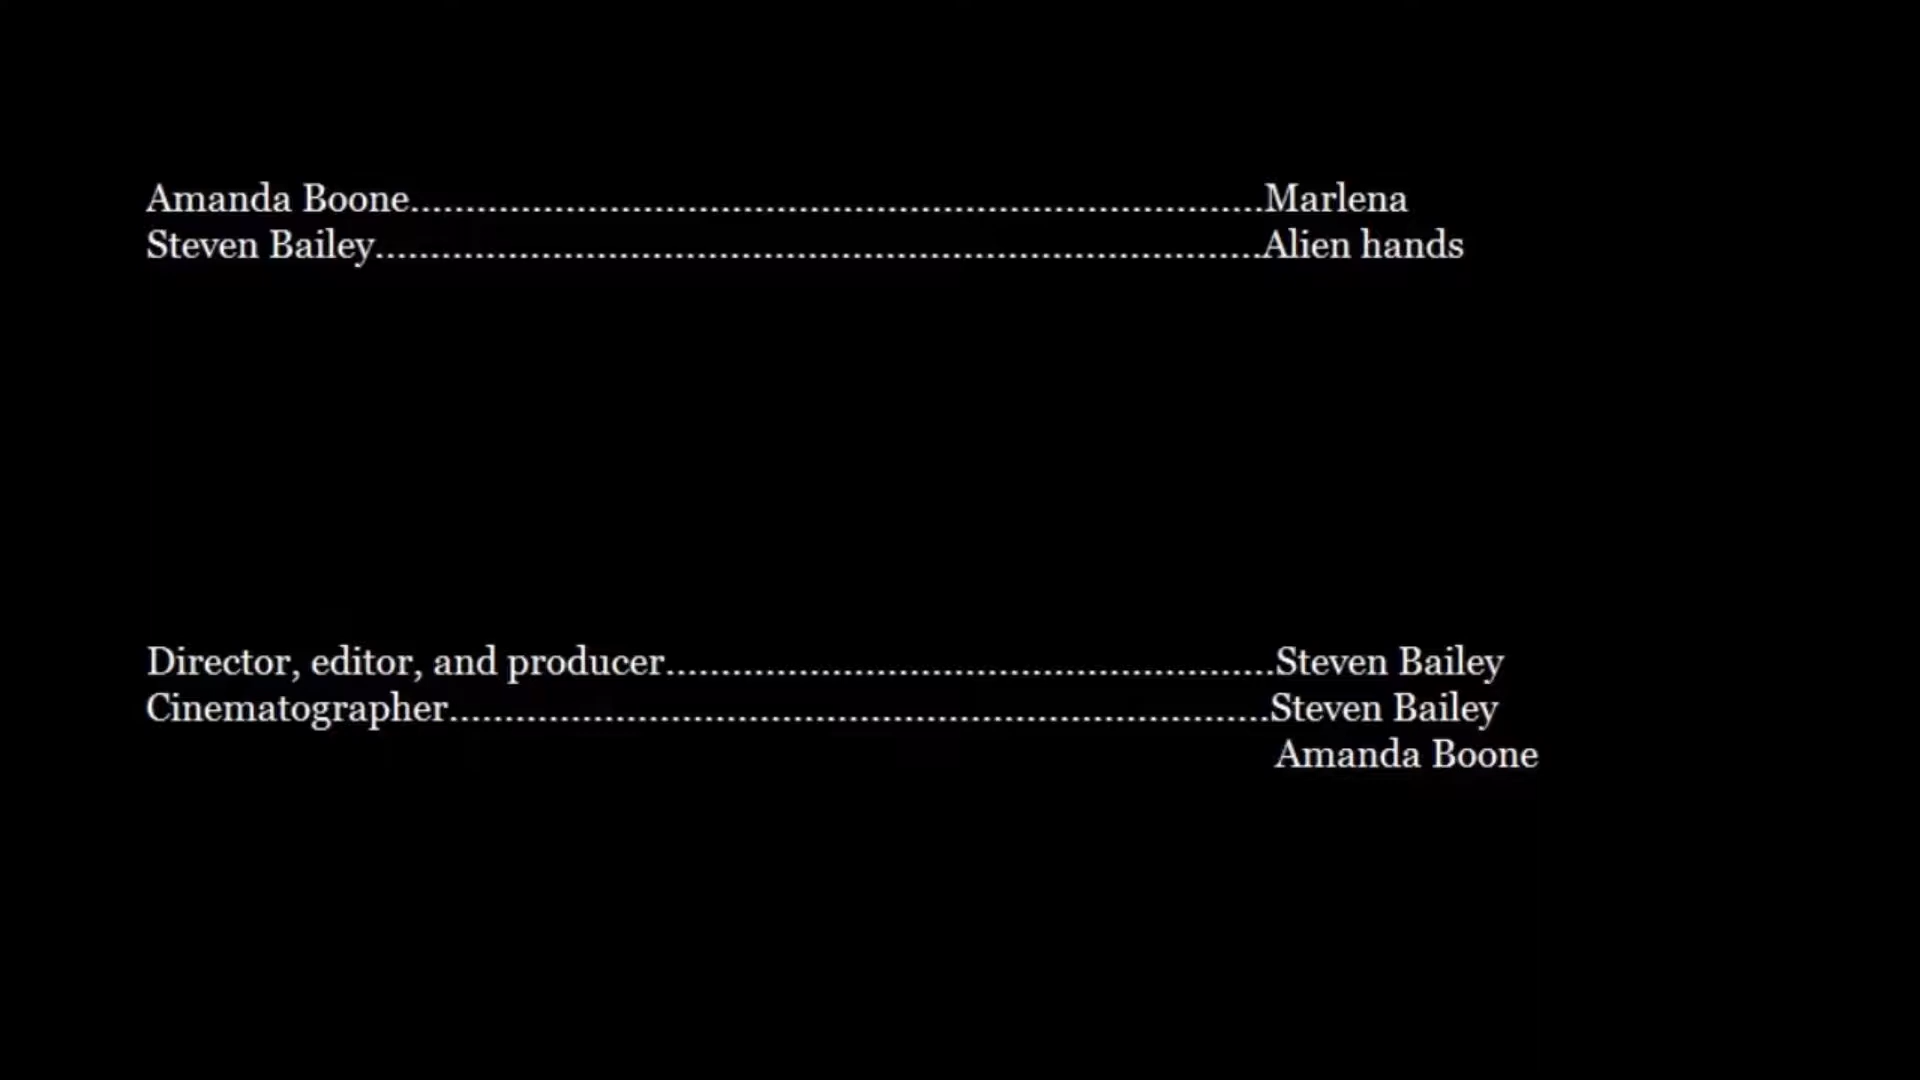 Amanda Boone..............................................................................Marlena
Steven Bailey.................................................................................Alien hands
Director, editor, and producer........................................................Steven Bailey
Cinematographer...........................................................................Steven Bailey
Amanda Boone